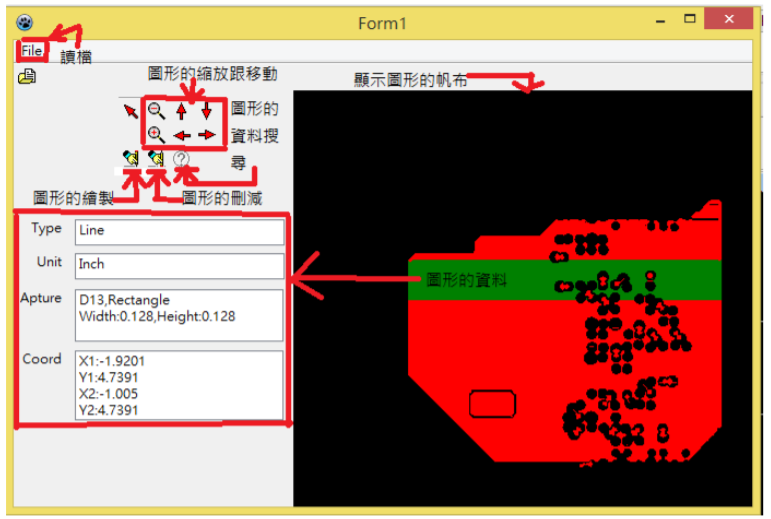 Form1
File
讀檔
圖形的縮放跟移動
顯示圖形的帆布
圖形的
資料搜
尋
圖形的繪製
圖形的刪減
Type
Line
Unit
Inch
Apture
D13,Rectangle
Width:0.128,Height:0.128
Coord
X1:-1.9201
Y1:4.7391
X2:-1.005
Y2:4.7391
圖形的資料